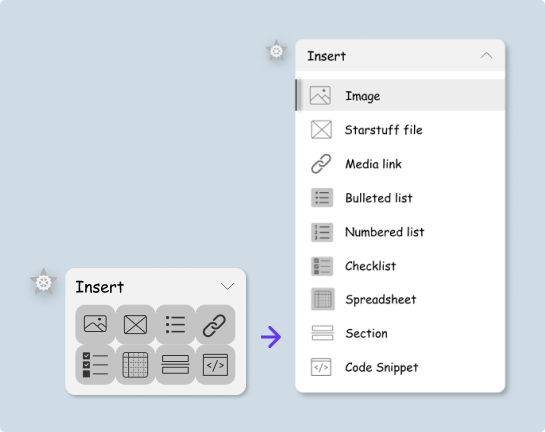 Insert
Image
Starstuff file
Media link
Bulleted list
Numbered list
Checklist
Spreadsheet
Section
Code Snippet
Insert